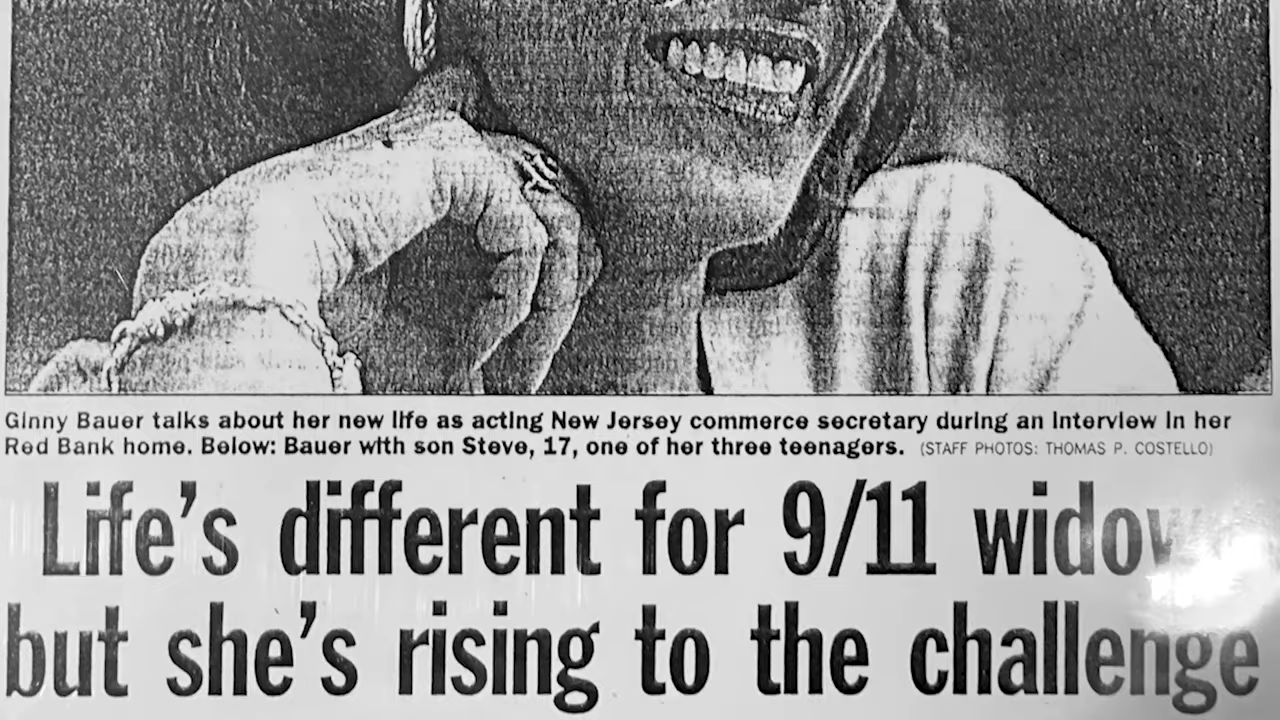 Ginny Bauer talks about her new life as acting New Jersey commerce secretary during an interview in her
Red Bank home. Below: Bauer with son Steve, 17, one of her three teenagers. (STAFF PHOTOS: THOMAS P. COSTELLO)
Life's different for 9/11 widow
but she's rising to the challenge